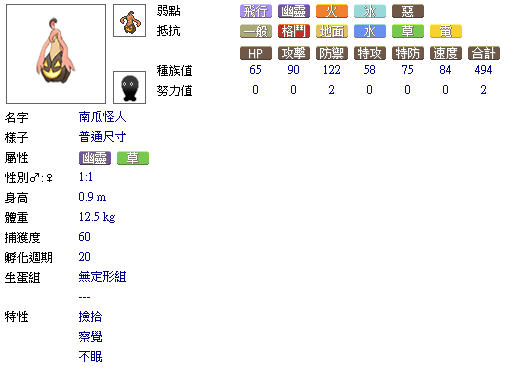 弱點 飛行 幽靈 火 冰 惡
抵抗 一般 格鬥 地面 水 草 電
HP 攻擊 防禦 特攻 特防 速度 合計
種族值 65 90 122 58 75 84 494
努力值 0 0 2 0 0 0 2
名字 南瓜怪人
樣子 普通尺寸
屬性 幽靈 草
性別♂:♀ 1:1
身高 0.9 m
體重 12.5 kg
捕獲度 60
孵化週期 20
生蛋組 無定形組
---
特性 撿拾
察覺
不眠